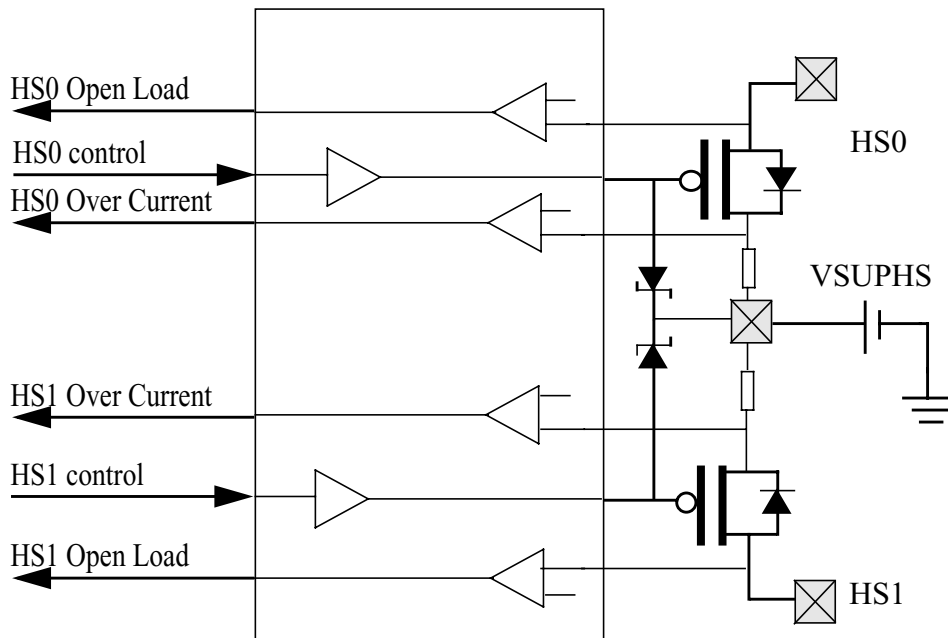 HS0 Open Load
HS0 control
HS0 Over Current
HS0
VSUPHS
HS1 Over Current
HS1 control
HS1 Open Load
HS1